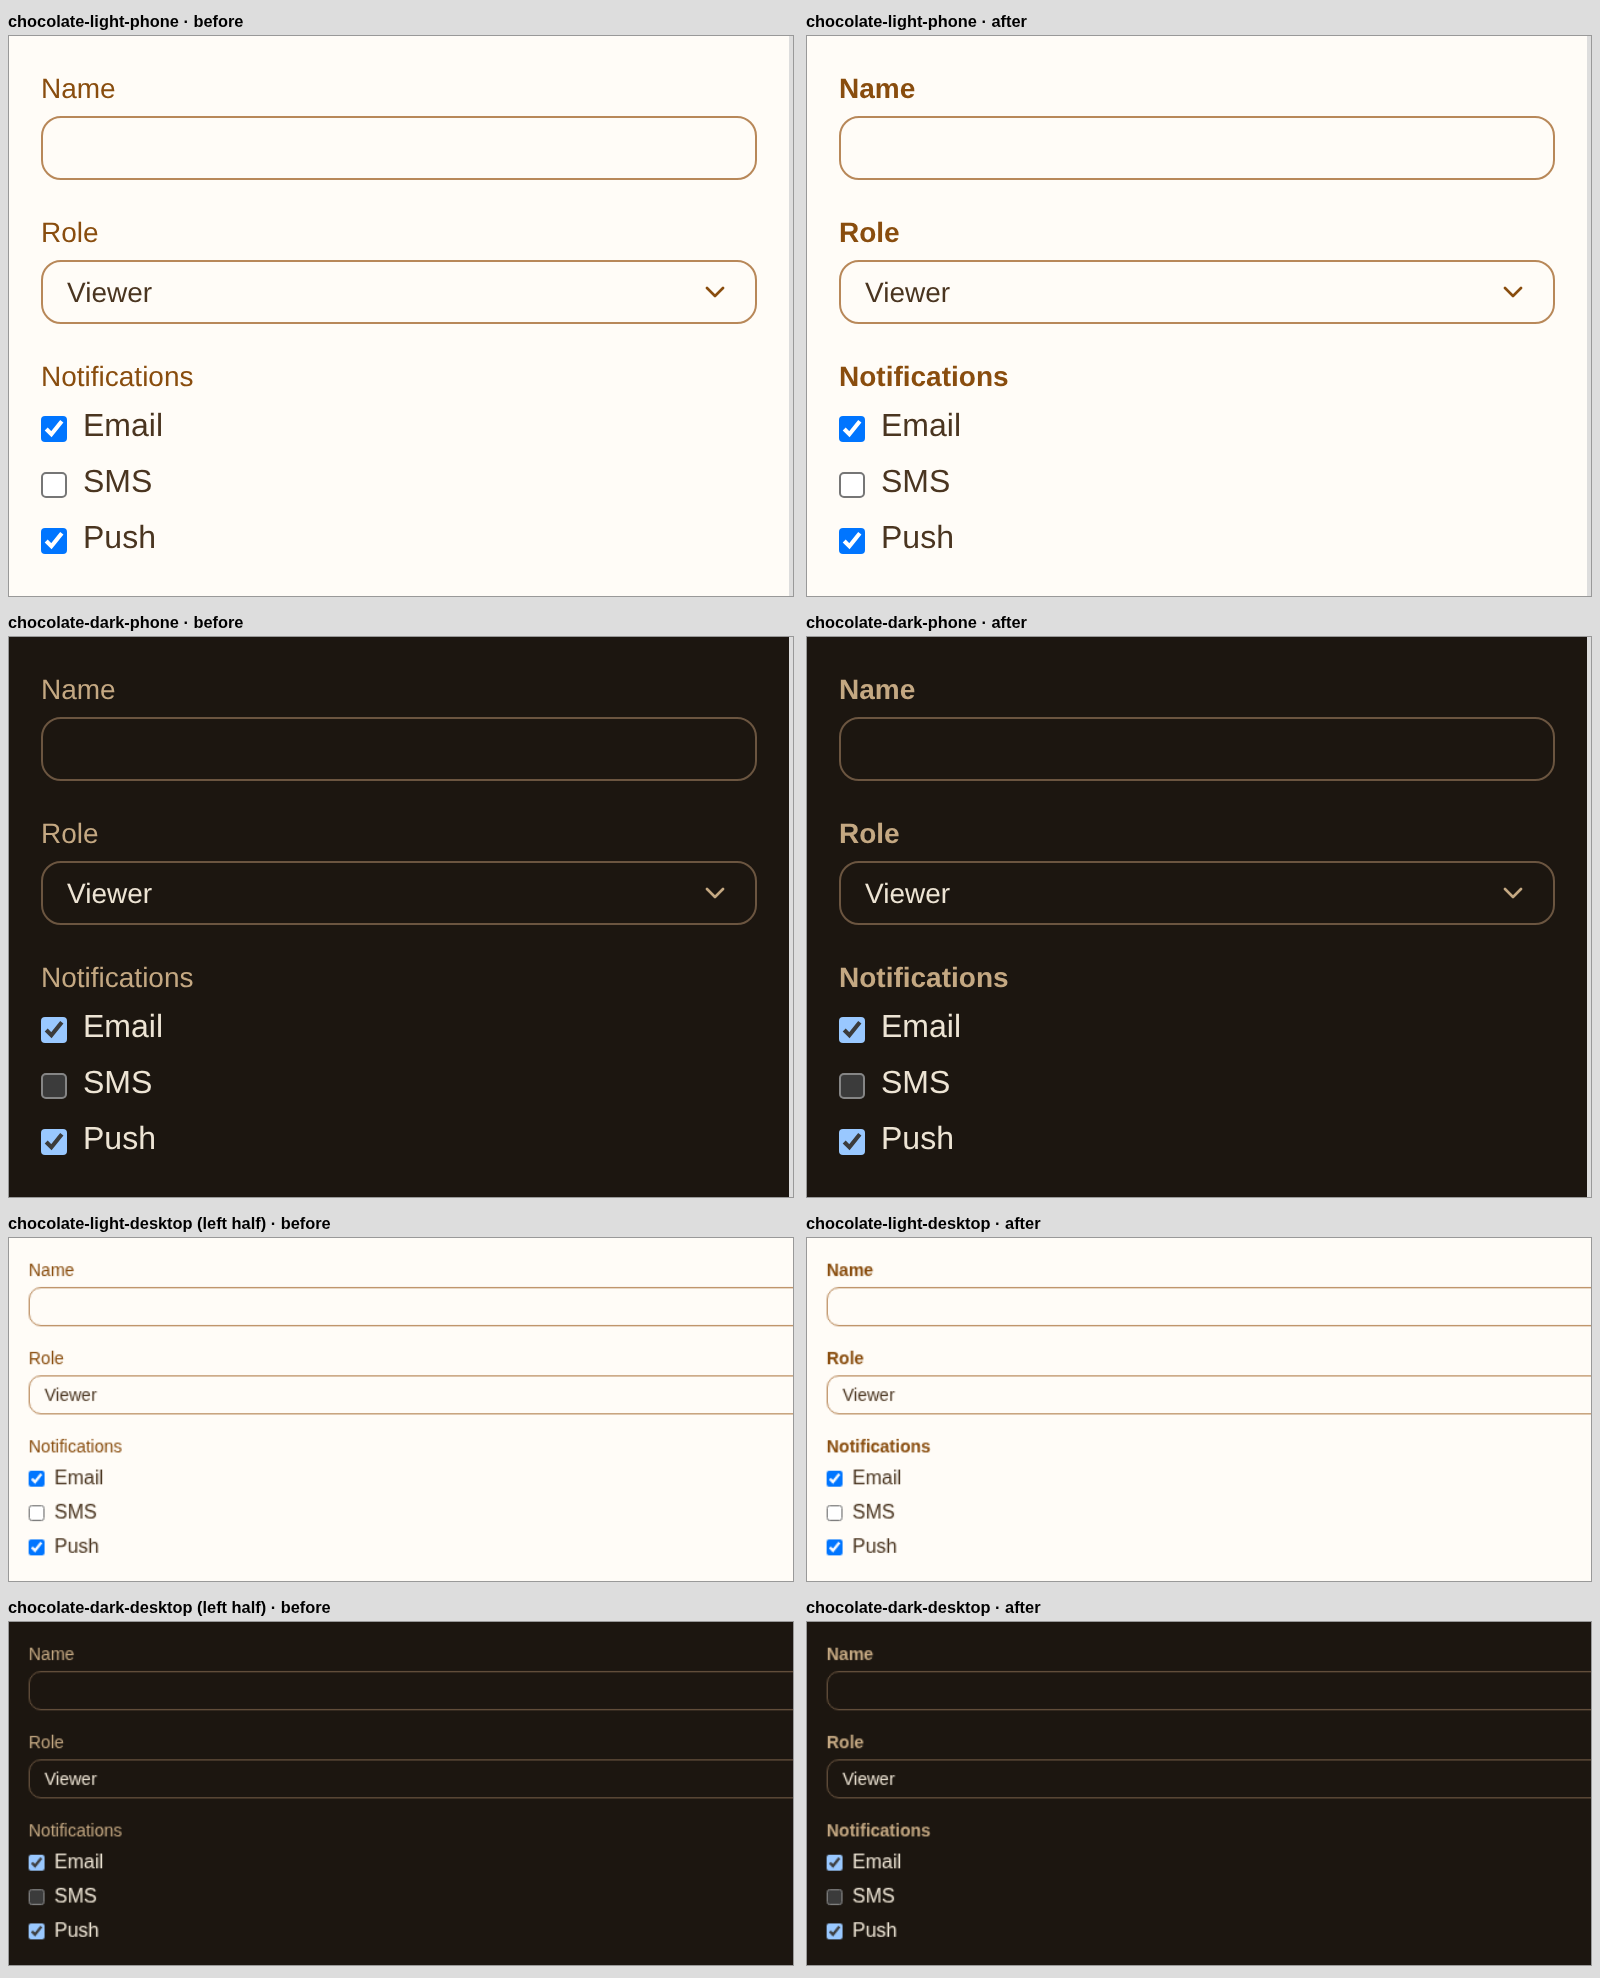 chocolate-light-phone · before
Name
Role
Viewer
Notifications
Email
SMS
Push
chocolate-light-phone · after
Name
Role
Viewer
Notifications
Email
SMS
Push
chocolate-dark-phone · before
Name
Role
Viewer
Notifications
Email
SMS
Push
chocolate-dark-phone · after
Name
Role
Viewer
Notifications
Email
SMS
Push
chocolate-light-desktop (left half) · before
Name
Role
Viewer
Notifications
Email
SMS
Push
chocolate-light-desktop · after
Name
Role
Viewer
Notifications
Email
SMS
Push
chocolate-dark-desktop (left half) · before
Name
Role
Viewer
Notifications
Email
SMS
Push
chocolate-dark-desktop · after
Name
Role
Viewer
Notifications
Email
SMS
Push